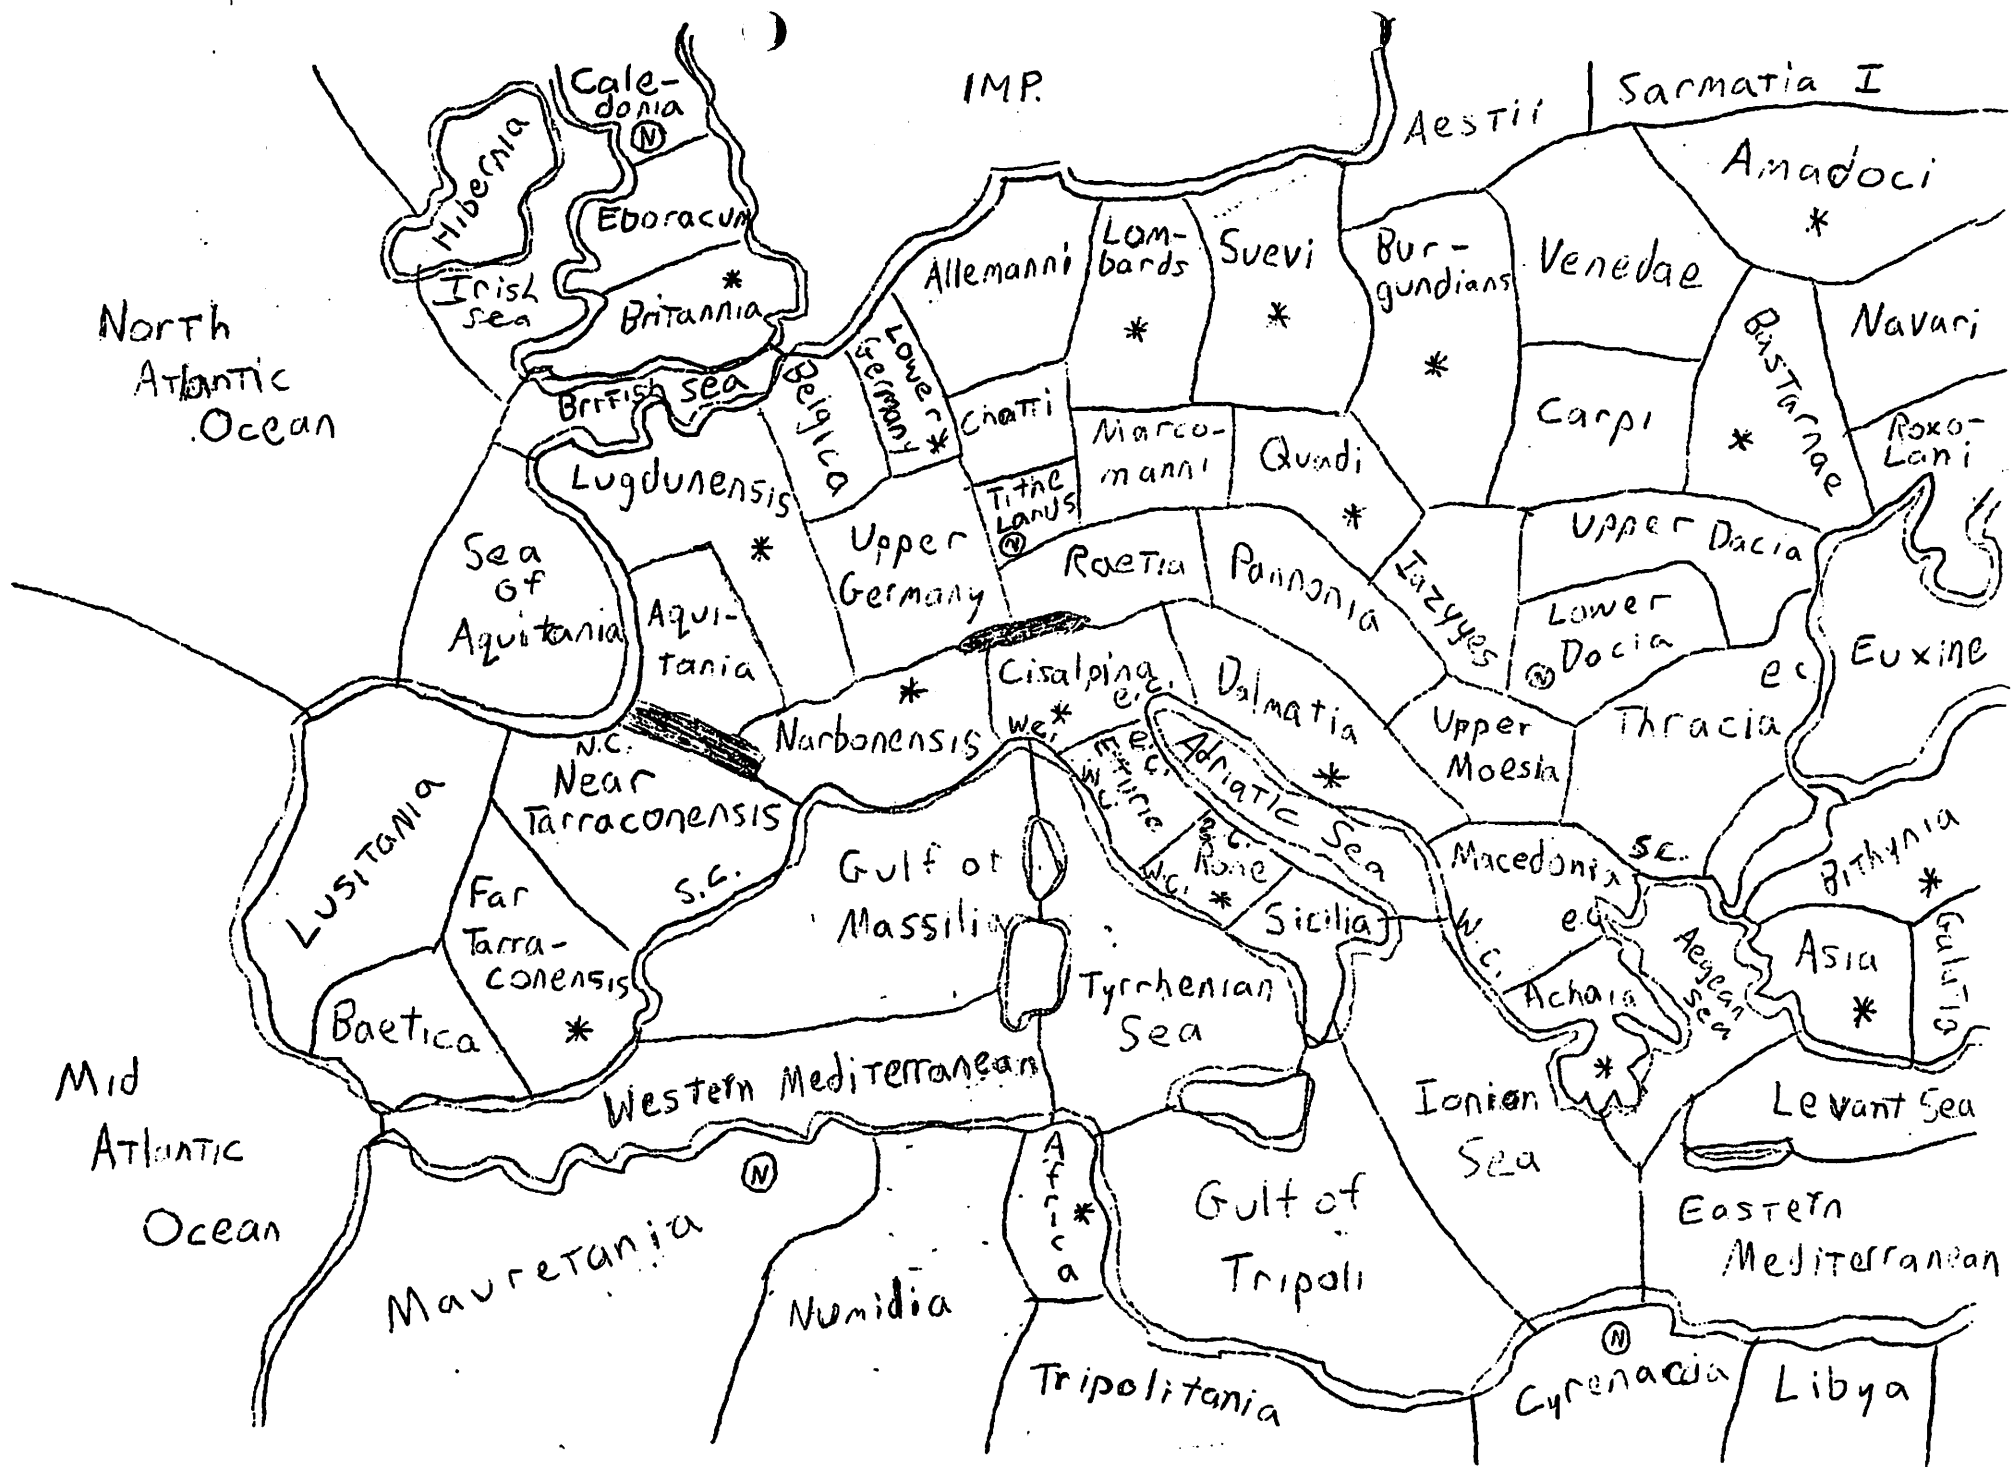 IMP.
Cale-
donia
N
Aestii
Sarmatia I
Hibernia
Amadoci
*
Eboracum
Lom-
bards
*
Suevi
*
Bur-
gundians
*
Venedae
Allemanni
Irish
sea
*
Britannia
Navari
North
Atlantic
Ocean
British sea
Belgica
Lower
Germany
*
Chatti
Marco-
manni
Quadi
*
Carpi
Bastarnae
*
Roxo-
Lani
Lugdunensis
*
Tithe
Lands
N
Upper Dacia
Upper
Germany
Raetia
Pannonia
Iazyyes
Sea
of
Aquitania
Aqui-
tania
Lower
Dacia
N
Euxine
e.c.
Cisalpina
e.c.
w.c. *
*
Narbonensis
Dalmatia
*
Upper
Moesia
Thracia
N.C.
Near
Tarraconensis
s.c.
e.c.
Eturie
w.c.
Adriatic Sea
Lusitania
Gulf of
Massilia
Rome
w.c. *
Macedonia
s.c.
e.c.
w.c.
Bithynia
*
Far
Tarra-
conensis
*
Sicilia
Aegean
Sea
Asia
*
Galatia
Baetica
Tyrrhenian
Sea
Achaia
*
Western Mediterranean
Ionian
Sea
Levant Sea
Mid
Atlantic
Ocean
N
Mauretania
Africa
*
Gulf of
Tripoli
Eastern
Mediterranean
Numidia
Tripolitania
N
Cyrenacia
Libya